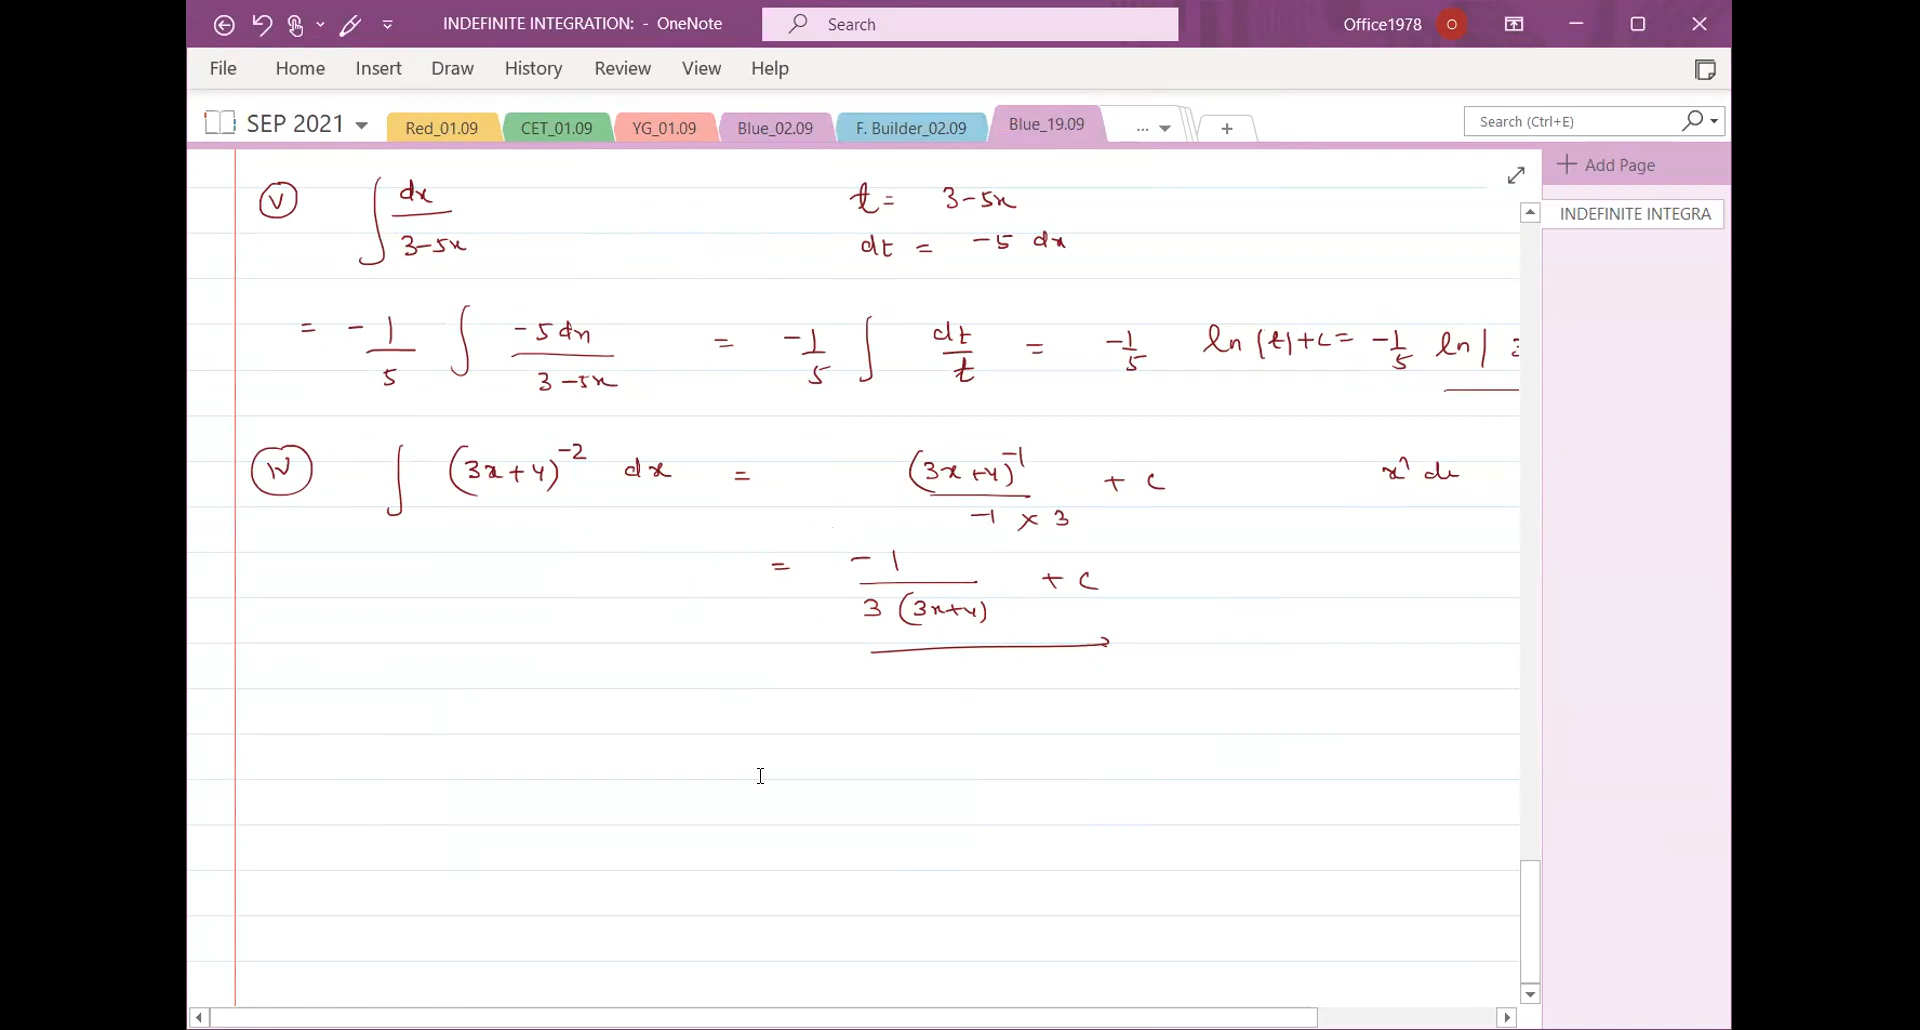 INDEFINITE INTEGRATION: - OneNote
Search
Office1978
O
File Home Insert Draw History Review View Help
SEP 2021
Red_01.09
CET_01.09
YG_01.09
Blue_02.09
F. Builder_02.09
Blue_19.09
...
+
Search (Ctrl+E)
Add Page
INDEFINITE INTEGRA
(V) ∫ dx/(3-5x)
t = 3-5x
dt = -5 dx
= -1/5 ∫ -5dx/(3-5x) = -1/5 ∫ dt/t = -1/5 ln(t)+c = -1/5 ln|
(IV) ∫ (3x+4)^-2 dx = (3x+4)^-1/(-1 × 3) + c
x^n dx
= -1/(3(3x+4)) + c